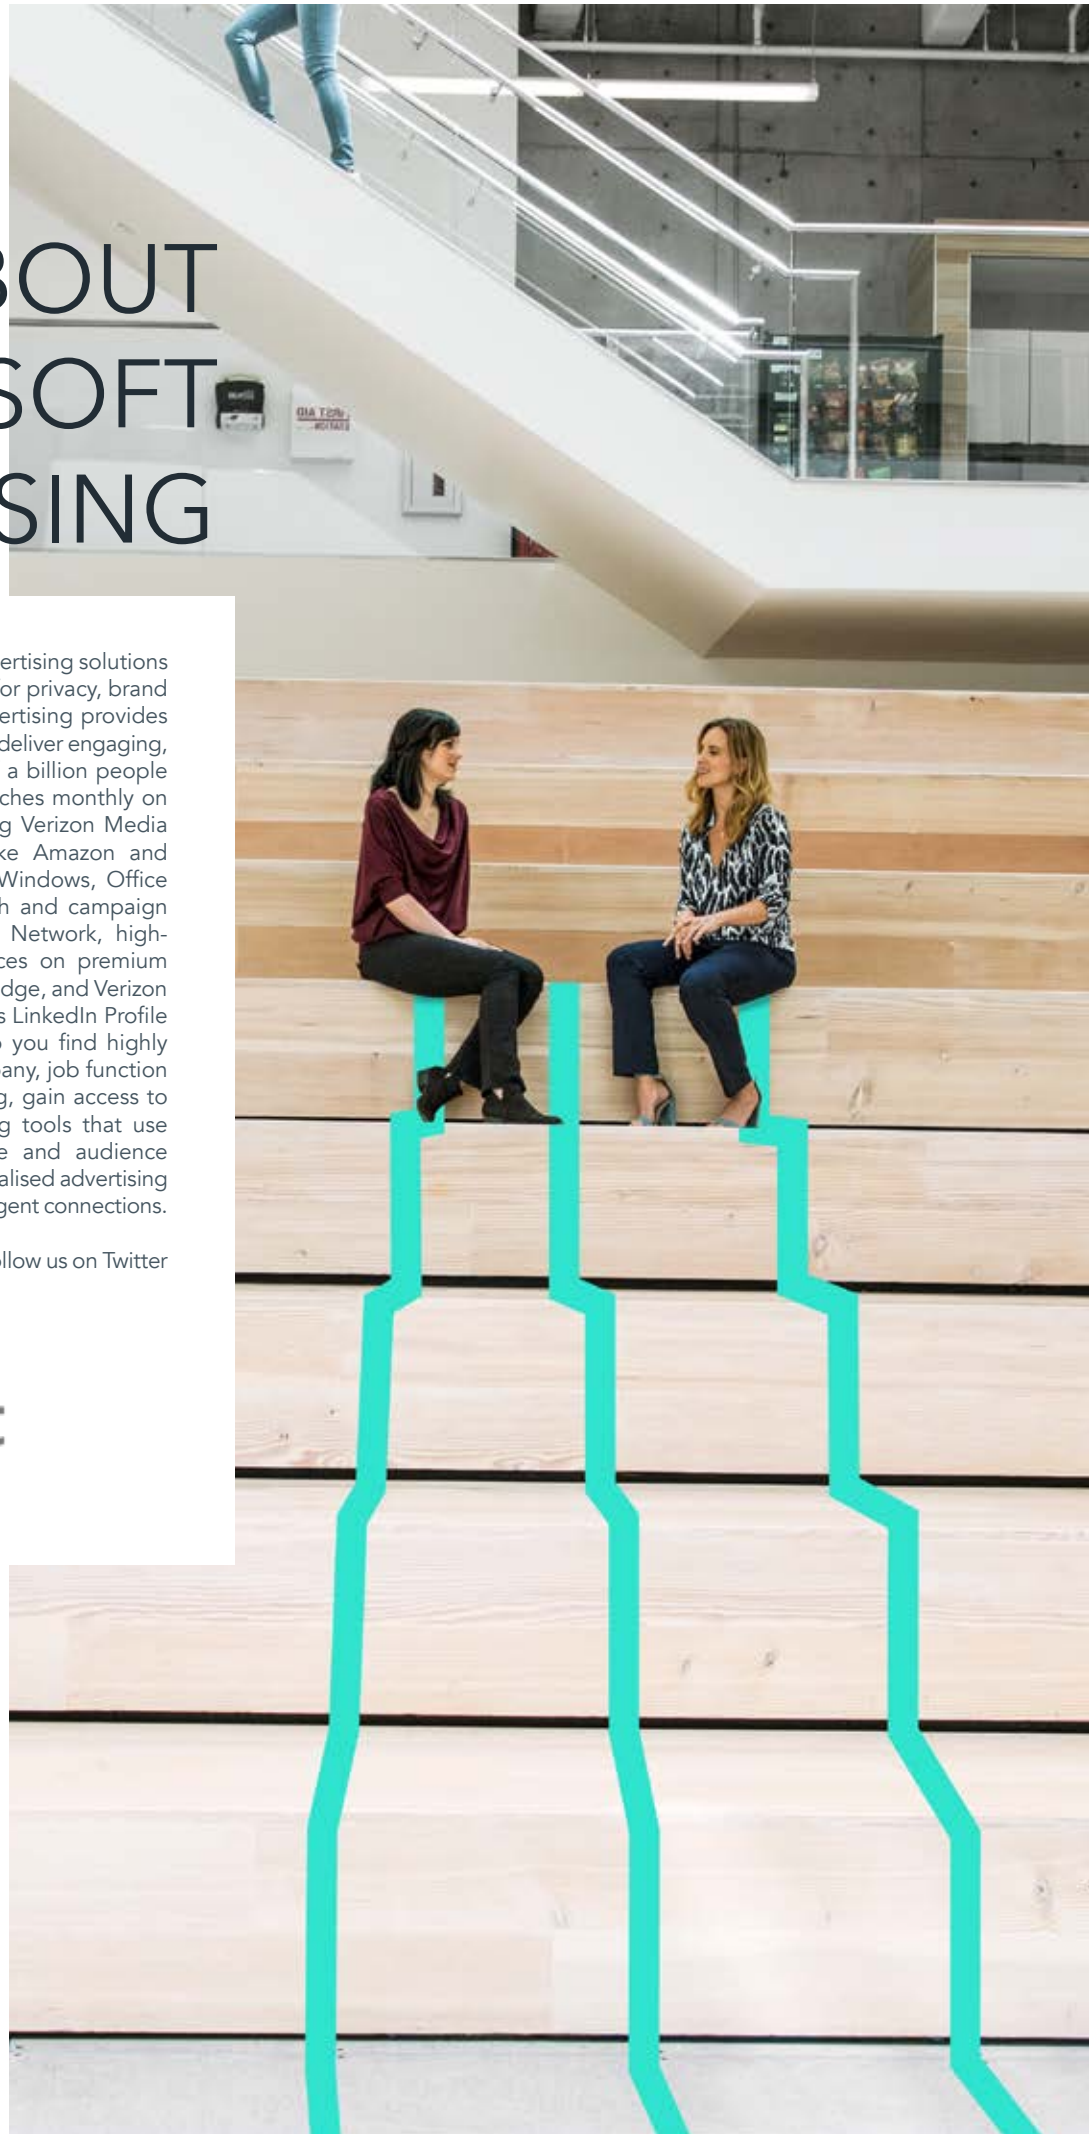 BOUT
SOFT
SING
ertising solutions
or privacy, brand
ertising provides
deliver engaging,
a billion people
ches monthly on
g Verizon Media
ke Amazon and
Windows, Office
h and campaign
Network, high-
ces on premium
dge, and Verizon
s LinkedIn Profile
you find highly
any, job function
g, gain access to
g tools that use
e and audience
alised advertising
gent connections.
llow us on Twitter